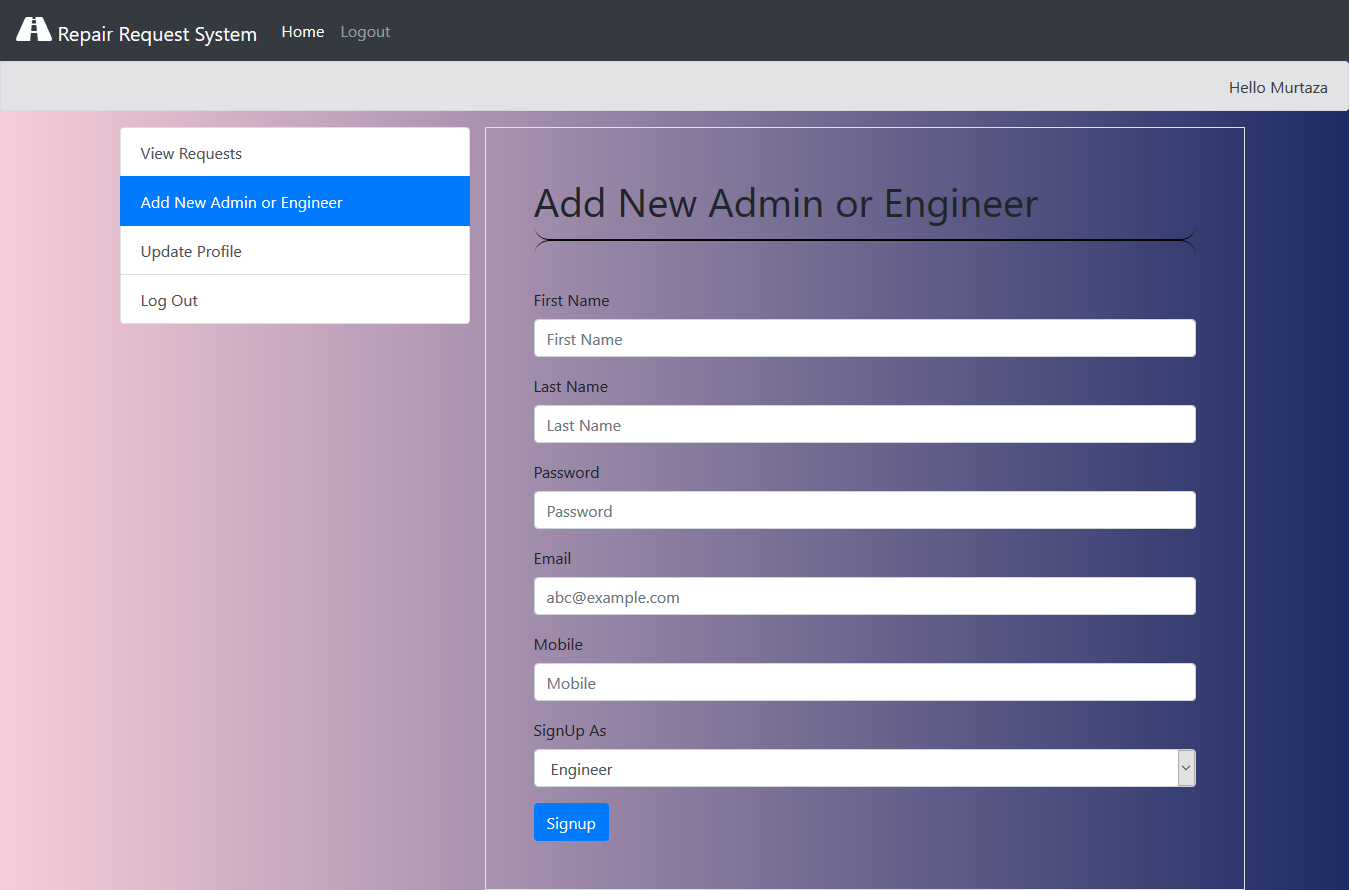 Repair Request System Home Logout
Hello Murtaza
View Requests
Add New Admin or Engineer
Update Profile
Log Out
Add New Admin or Engineer
First Name
First Name
Last Name
Last Name
Password
Password
Email
abc@example.com
Mobile
Mobile
SignUp As
Engineer
Signup